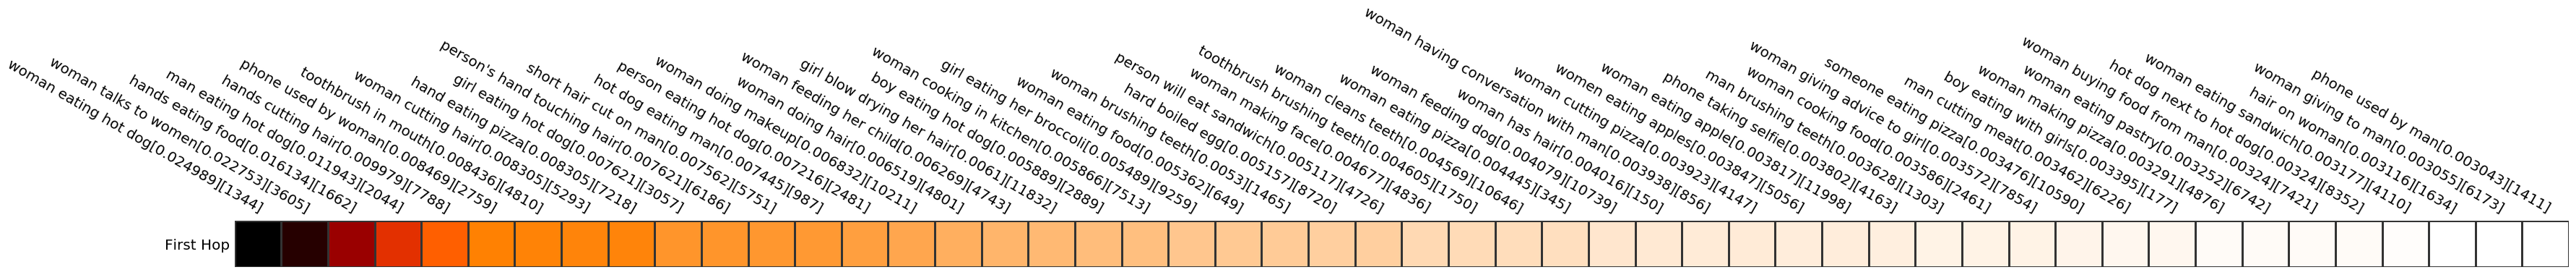 woman eating hot dog[0.024989][1344]
woman talks to women[0.022753][3605]
hands eating food[0.01634][1662]
man eating hot dog[0.011943][2044]
hands cutting hair[0.009979][7788]
phone used by woman[0.008469][2759]
toothbrush in mouth[0.008436][4810]
woman cutting hair[0.008305][5293]
hand eating pizza[0.008305][7218]
girl eating hot dog[0.007621][3057]
person's hand touching hair[0.007621][6186]
short hair cut on man[0.007562][5751]
hot dog eating man[0.007445][987]
person eating hot dog[0.007216][2481]
woman doing makeup[0.006832][10211]
woman doing hair[0.006519][4801]
woman feeding her child[0.006269][4743]
girl blow drying her hair[0.0061][1832]
boy eating hot dog[0.005889][2889]
woman cooking in kitchen[0.005866][7513]
girl eating her broccoli[0.005489][9259]
woman eating food[0.005362][649]
woman brushing teeth[0.0053][1465]
hard boiled egg[0.005157][8720]
person will eat sandwich[0.005117][4726]
woman making face[0.004677][4836]
toothbrush brushing teeth[0.004605][1750]
woman cleans teeth[0.004569][1046]
woman eating pizza[0.004445][345]
woman feeding dog[0.004079][10739]
woman has hair[0.004016][150]
woman having conversation with man[0.003938][856]
woman cutting pizza[0.003923][4147]
women eating apples[0.003847][5056]
woman eating apple[0.003817][1998]
phone taking selfie[0.003802][4163]
man brushing teeth[0.003628][1303]
woman cooking food[0.003586][2461]
woman giving advice to girl[0.003572][7854]
someone eating pizza[0.003476][10590]
man cutting meat[0.003462][6226]
boy eating with girls[0.003395][177]
woman making pizza[0.003291][4876]
woman eating pastry[0.003252][6742]
woman buying food from man[0.00324][7421]
hot dog next to hot dog[0.00324][8352]
woman eating sandwich[0.003177][410]
hair on woman[0.003116][1634]
woman giving to man[0.003055][6173]
phone used by man[0.003043][1411]
First Hop